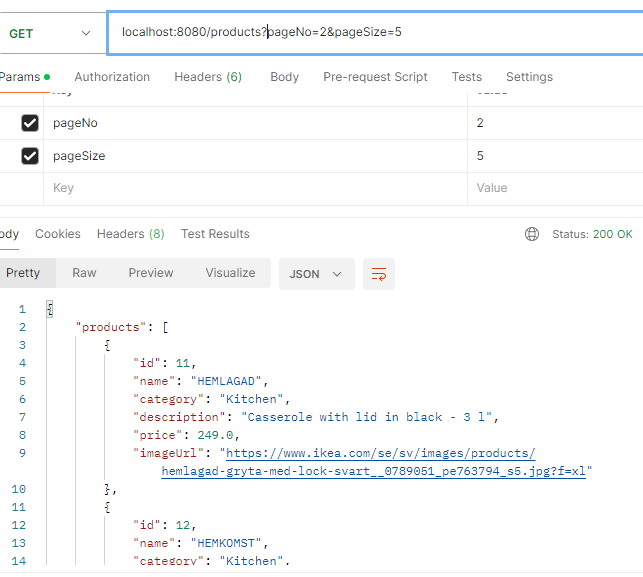 GET
localhost:8080/products?pageNo=2&pageSize=5
Params Authorization Headers (6) Body Pre-request Script Tests Settings
pageNo 2
pageSize 5
Key Value
ody Cookies Headers (8) Test Results Status: 200 OK
Pretty Raw Preview Visualize JSON
1 {
2 "products": [
3 {
4 "id": 11,
5 "name": "HEMLAGAD",
6 "category": "Kitchen",
7 "description": "Casserole with lid in black - 3 l",
8 "price": 249.0,
9 "imageUrl": "https://www.ikea.com/se/sv/images/products/
hemlagad-gryta-med-lock-svart__0789051_pe763794_s5.jpg?f=xl"
10 },
11 {
12 "id": 12,
13 "name": "HEMKOMST",
14 "category": "Kitchen",